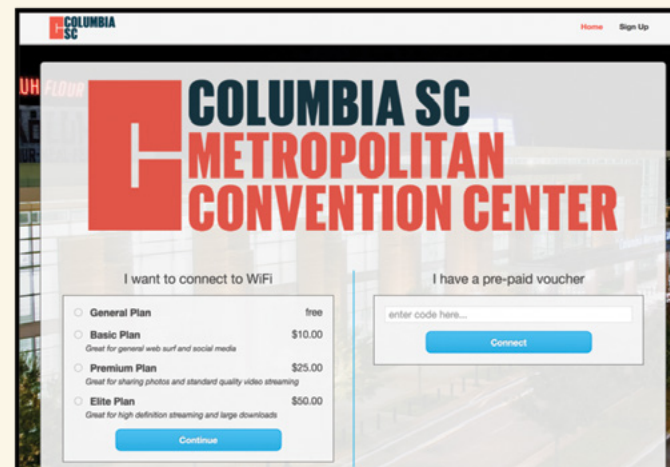 COLUMBIA
SC
Home Sign Up
COLUMBIA SC
METROPOLITAN
CONVENTION CENTER
I want to connect to WiFi
General Plan free
Basic Plan $10.00
Great for general web surf and social media
Premium Plan $25.00
Great for sharing photos and standard quality video streaming
Elite Plan $50.00
Great for high definition streaming and large downloads
Continue
I have a pre-paid voucher
enter code here...
Connect